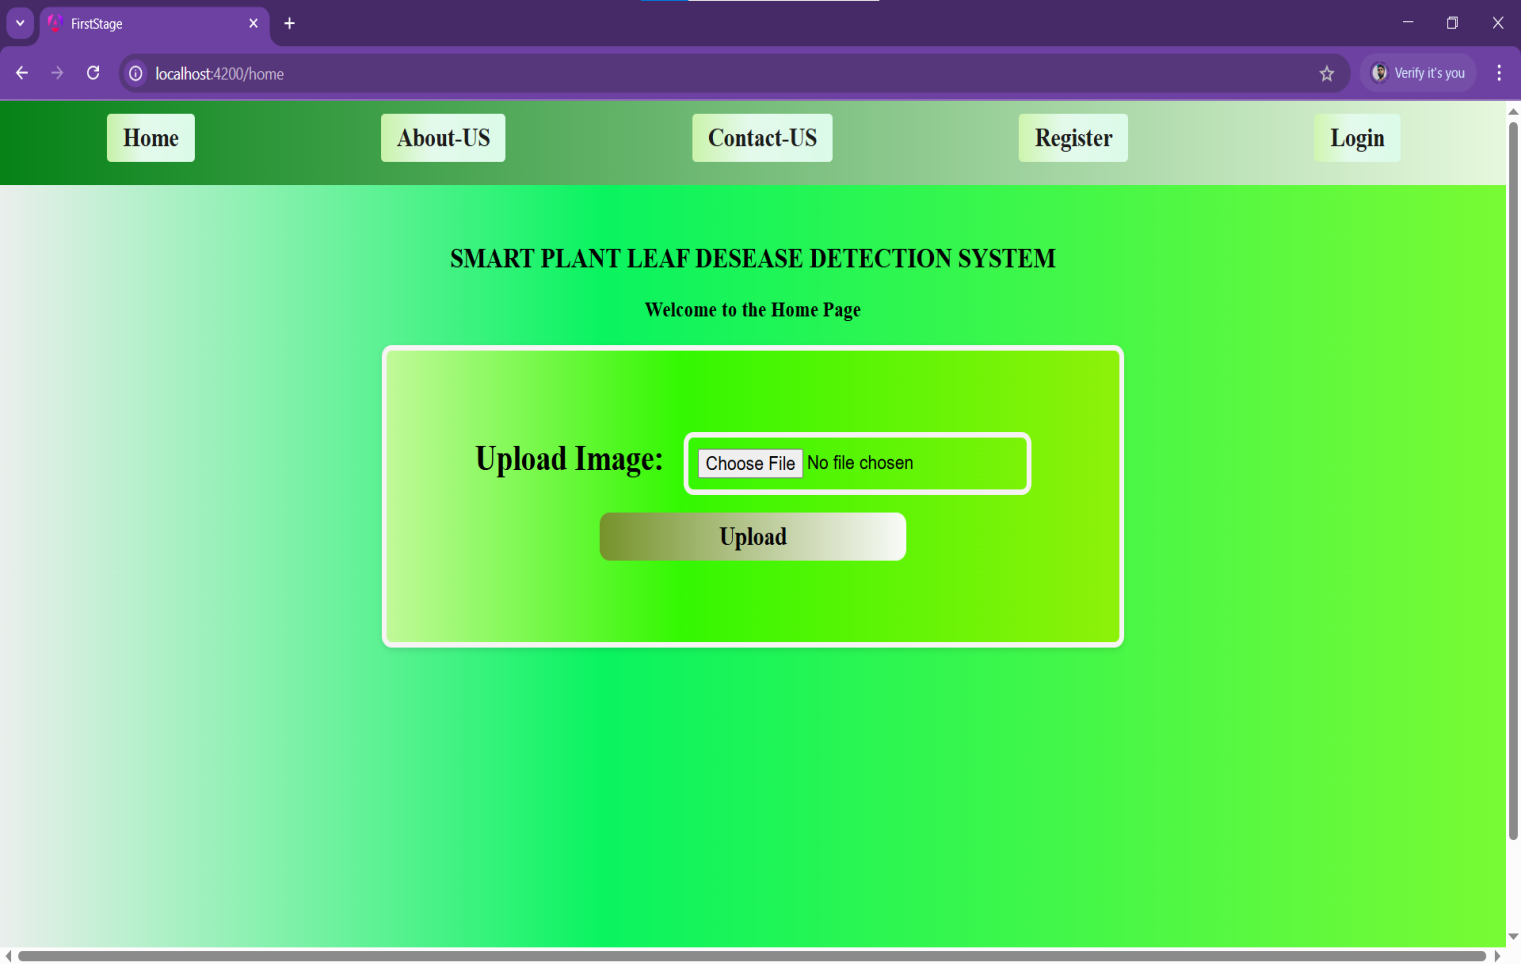 FirstStage
localhost:4200/home
Verify it's you
Home About-US Contact-US Register Login
SMART PLANT LEAF DESEASE DETECTION SYSTEM
Welcome to the Home Page
Upload Image: Choose File No file chosen
Upload